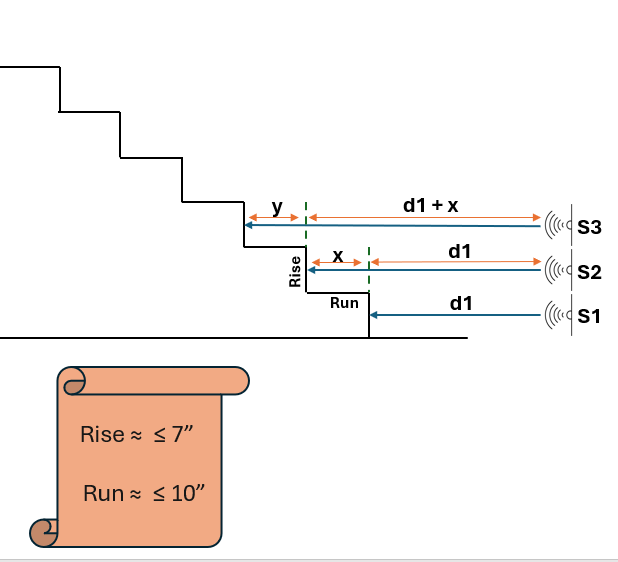 y
d1 + x
S3
Rise
x
d1
S2
Run
d1
S1
Rise ≈ ≤ 7”
Run ≈ ≤ 10”